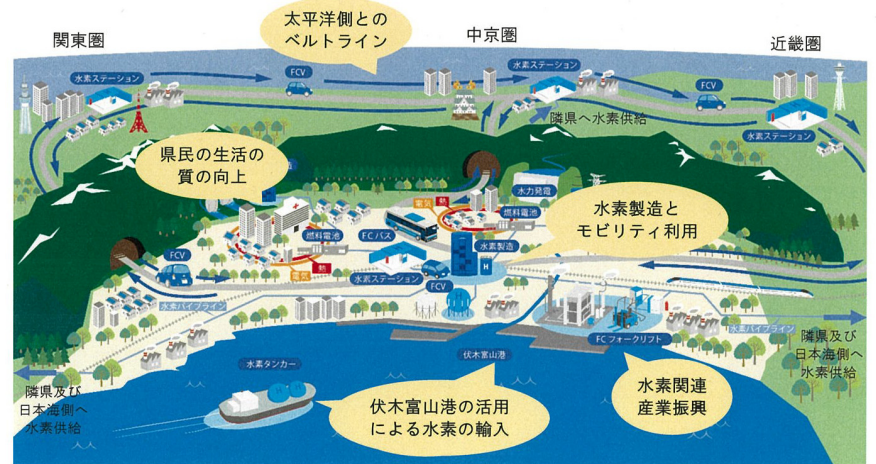 太平洋側との
ベルトライン
関東圏
中京圏
近畿圏
水素ステーション
FCV
水素ステーション
FCV
隣県へ水素供給
水素ステーション
県民の生活の
質の向上
水力発電
電気
熱
燃料電池
水素製造と
モビリティ利用
燃料電池
FCバス
水素製造
FCV
熱
電気
水素ステーション
FCV
H
水素パイプライン
水素パイプライン
FCフォークリフト
隣県及び
日本海側へ
水素供給
伏木富山港
水素タンカー
隣県及び
日本海側へ
水素供給
伏木富山港の活用
による水素の輸入
水素関連
産業振興